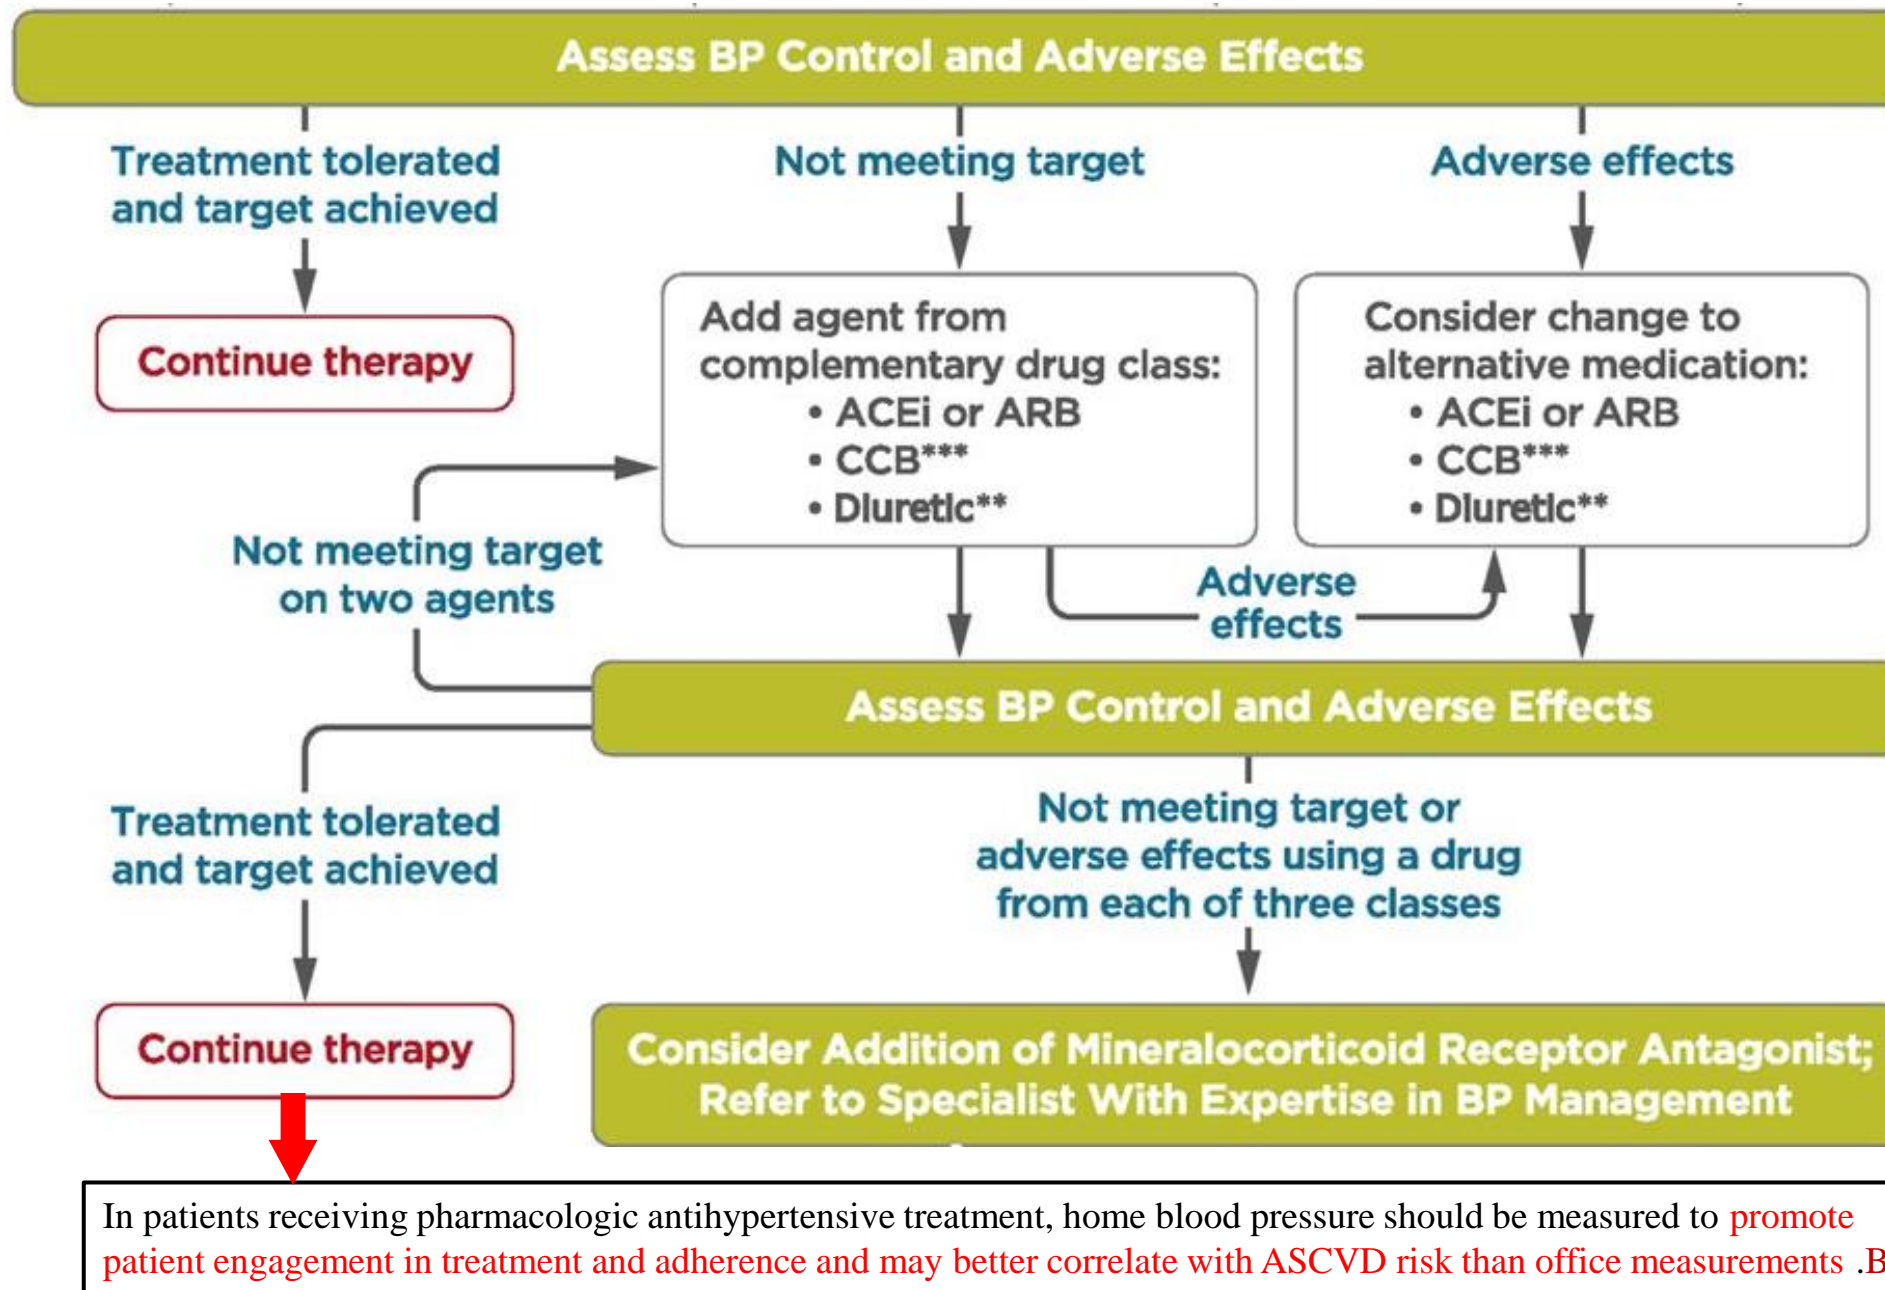 Assess BP Control and Adverse Effects
Treatment tolerated
and target achieved
Not meeting target
Adverse effects
Continue therapy
Add agent from
complementary drug class:
• ACEi or ARB
• CCB***
• Diuretic**
Consider change to
alternative medication:
• ACEi or ARB
• CCB***
• Diuretic**
Not meeting target
on two agents
Adverse
effects
Assess BP Control and Adverse Effects
Treatment tolerated
and target achieved
Not meeting target or
adverse effects using a drug
from each of three classes
Continue therapy
Consider Addition of Mineralocorticoid Receptor Antagonist;
Refer to Specialist With Expertise in BP Management
In patients receiving pharmacologic antihypertensive treatment, home blood pressure should be measured to promote
patient engagement in treatment and adherence and may better correlate with ASCVD risk than office measurements .B